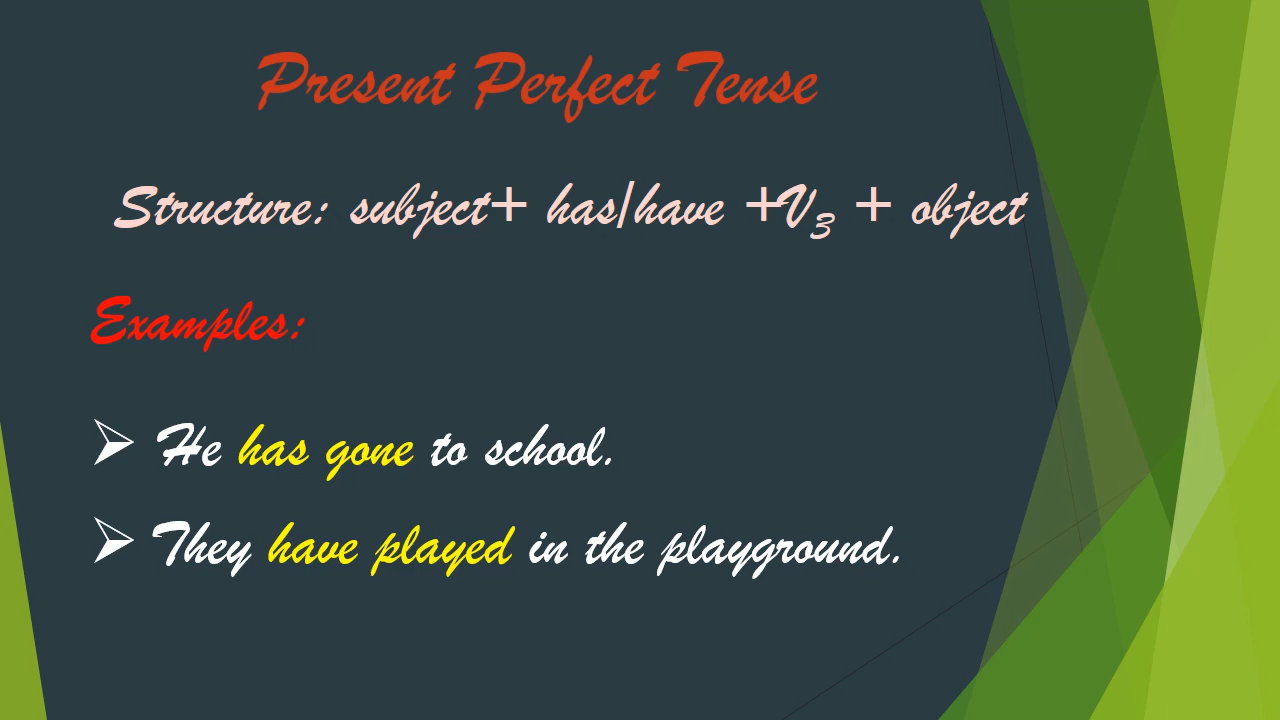 Present Perfect Tense
Structure: subject+ has/have +V₃ + object
Examples:
➢ He has gone to school.
➢ They have played in the playground.